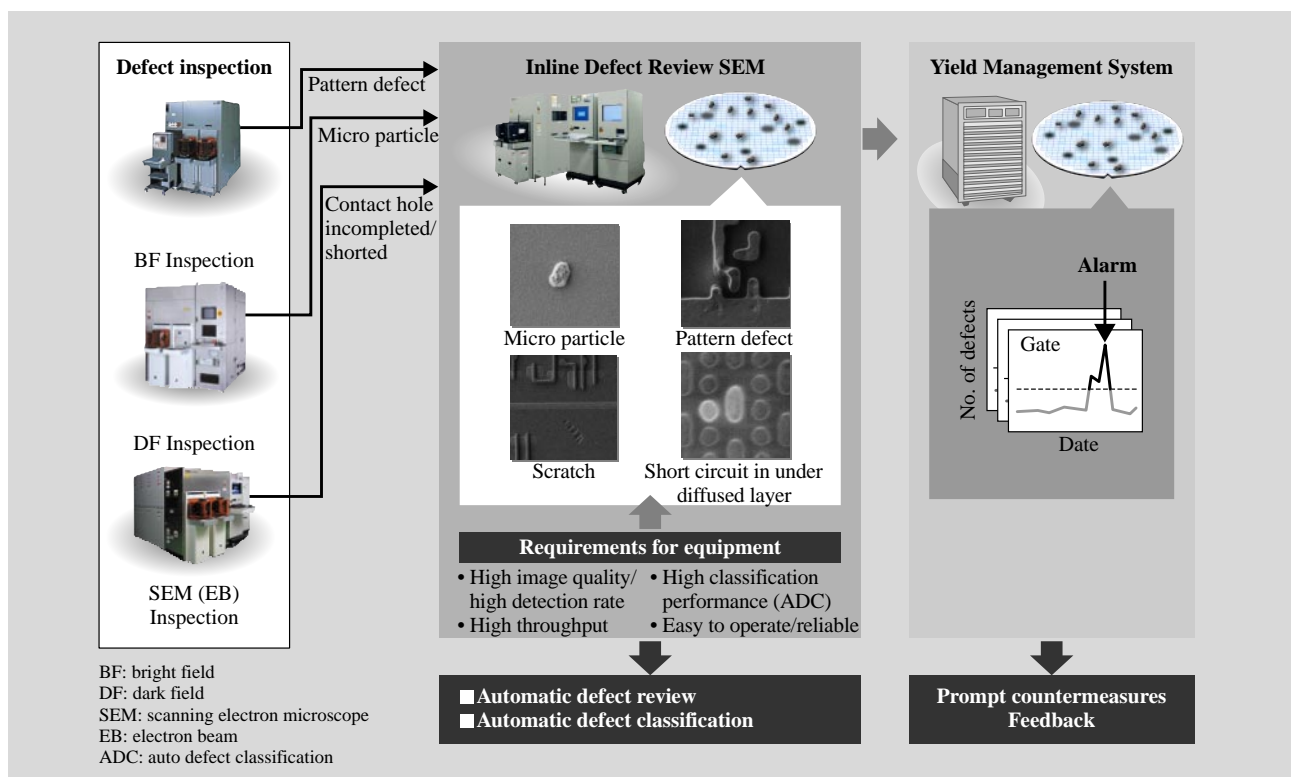 Defect inspection
BF Inspection
DF Inspection
SEM (EB)
Inspection
Pattern defect
Micro particle
Contact hole
incompleted/
shorted
Inline Defect Review SEM
Micro particle
Pattern defect
Scratch
Short circuit in under
diffused layer
Requirements for equipment
• High image quality/
high detection rate
• High throughput
• High classification
performance (ADC)
• Easy to operate/reliable
Automatic defect review
Automatic defect classification
Yield Management System
Alarm
Gate
No. of defects
Date
Prompt countermeasures
Feedback
BF: bright field
DF: dark field
SEM: scanning electron microscope
EB: electron beam
ADC: auto defect classification